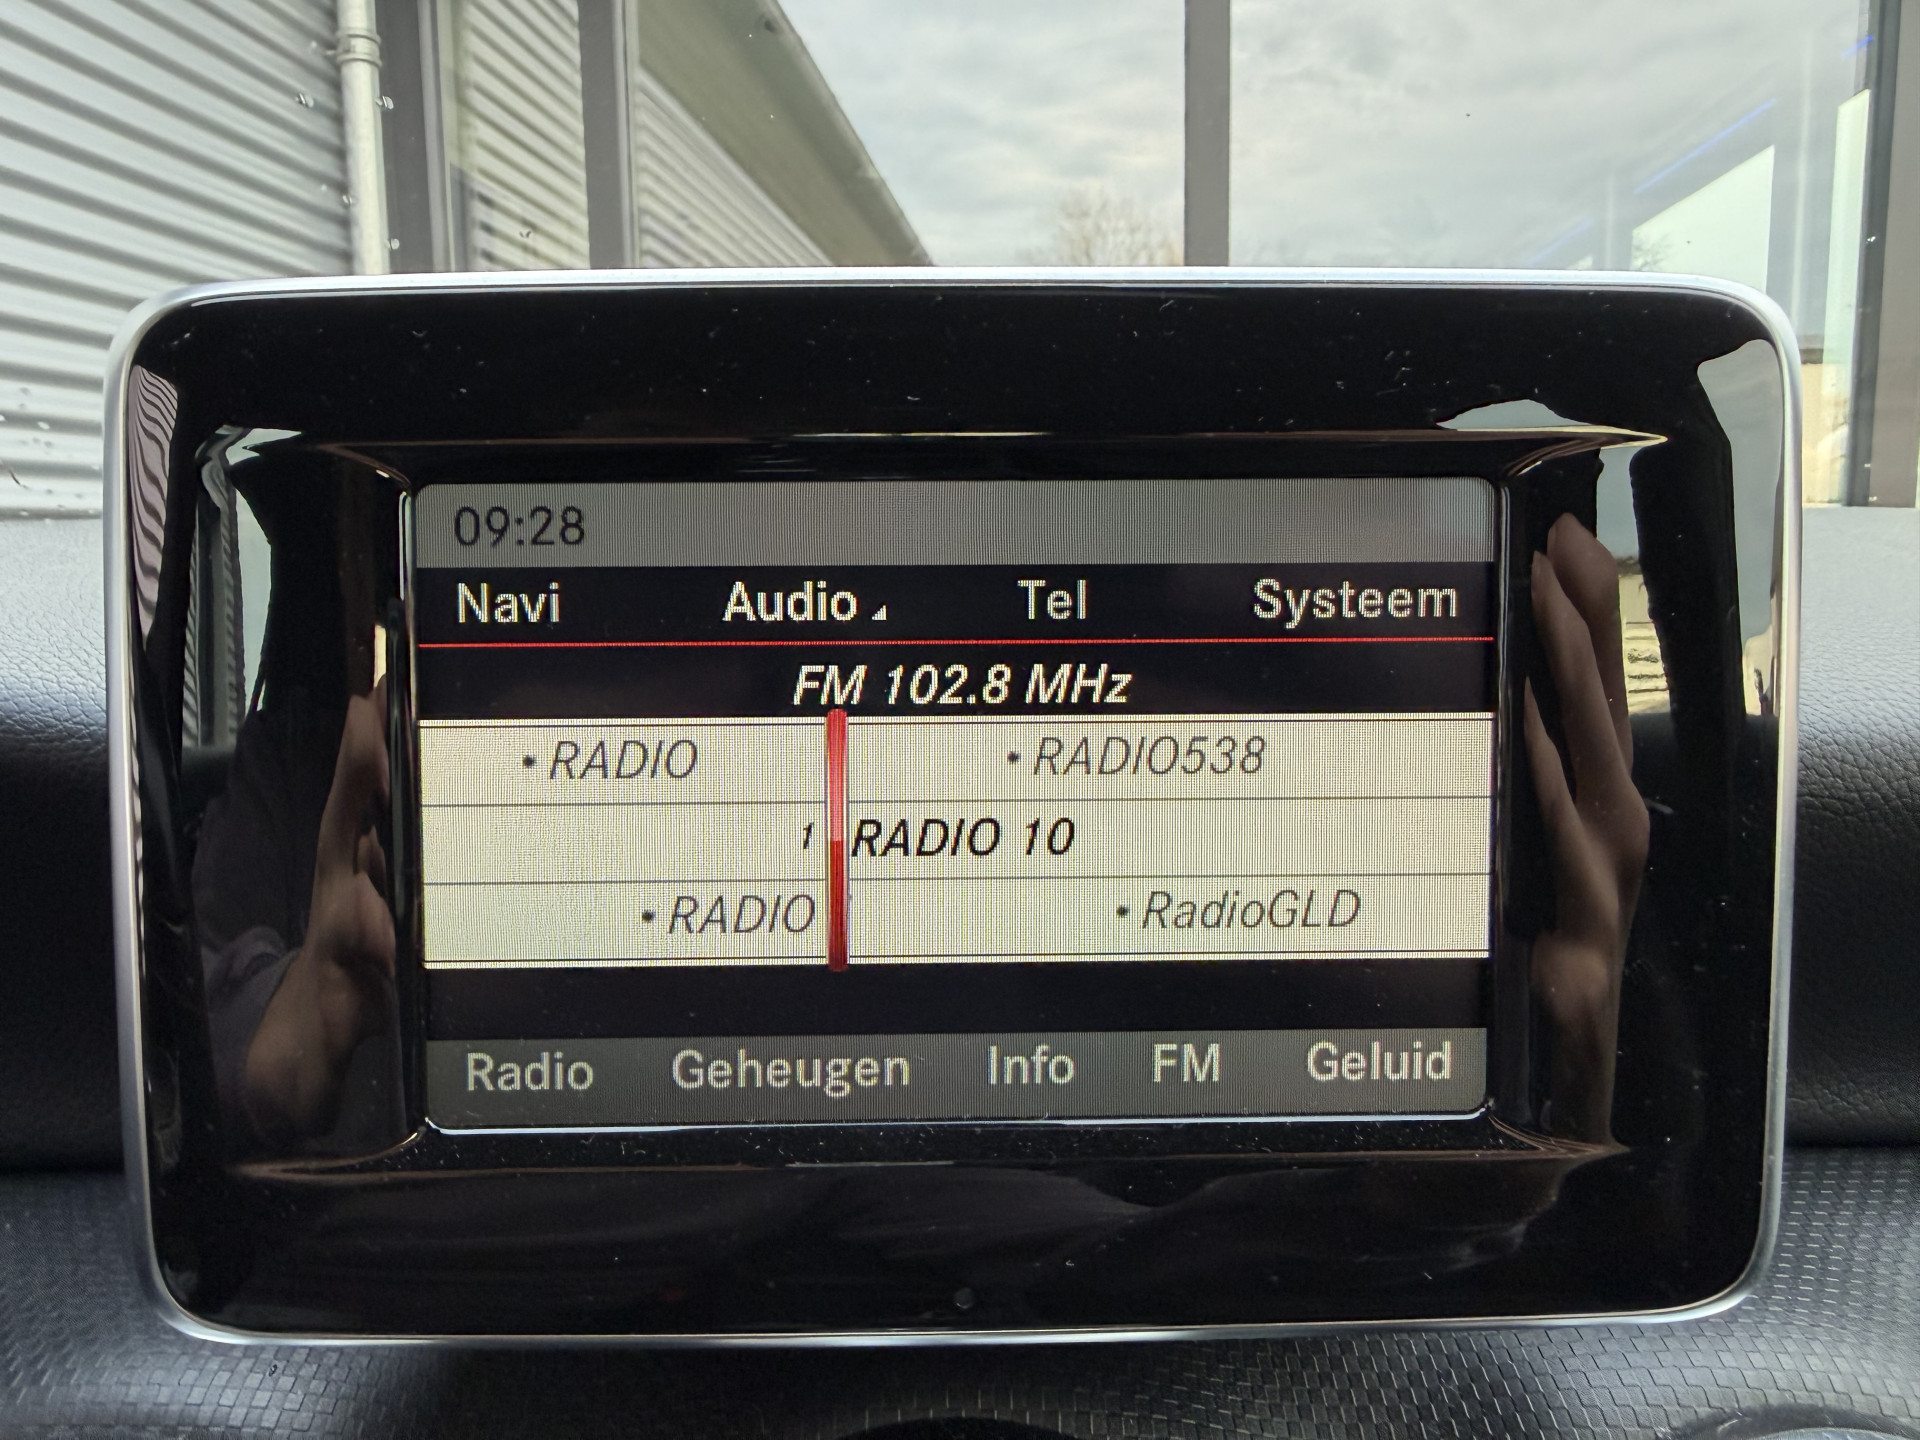 09:28
Navi Audio Tel Systeem
FM 102.8 MHz
•RADIO •RADIO538
1 RADIO 10
•RADIO •RadioGLD
Radio Geheugen Info FM Geluid